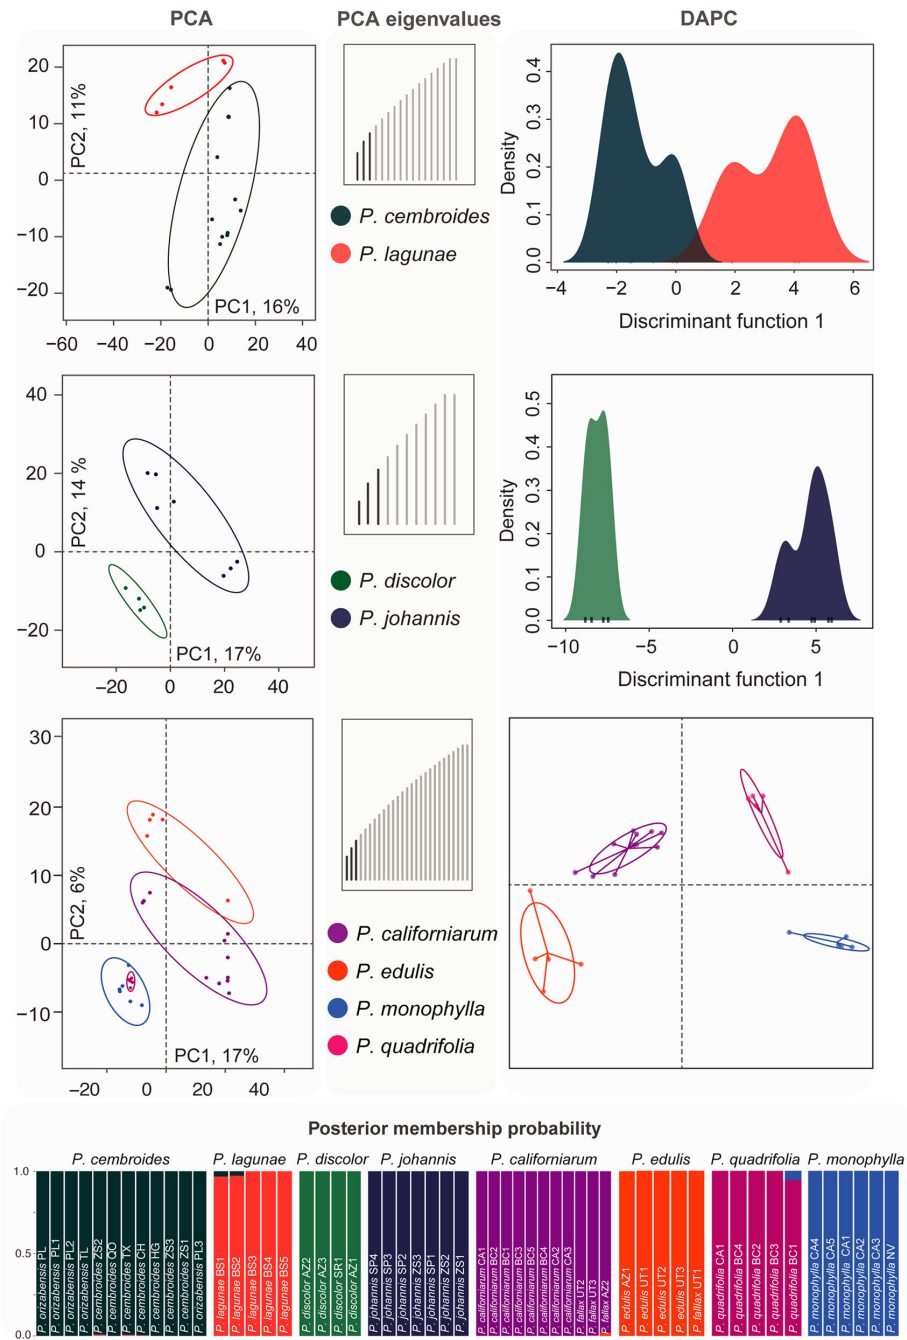 PCA
PCA eigenvalues
DAPC
PC2, 11%
20
10
0
−10
−20
PC1, 16%
−60 −40 −20 0 20 40
P. cembroides
P. lagunae
Density
0.4
0.3
0.2
0.1
0.0
−4 −2 0 2 4 6
Discriminant function 1
PC2, 14 %
40
20
0
−20
PC1, 17%
−20 0 20 40
P. discolor
P. johannis
Density
0.5
0.4
0.3
0.2
0.1
0.0
−10 −5 0 5
Discriminant function 1
PC2, 6%
30
20
10
0
−10
PC1, 17%
−20 0 20 40
P. californiarum
P. edulis
P. monophylla
P. quadrifolia
Posterior membership probability
P. cembroides P. lagunae P. discolor P. johannis P. californiarum P. edulis P. quadrifolia P. monophylla
1.0
0.5
0.0
P. orizabensis PL
P. orizabensis PL1
P. orizabensis PL2
P. orizabensis TL
P. cembroides ZS2
P. cembroides QO
P. cembroides TX
P. cembroides CH
P. cembroides HG
P. cembroides ZS3
P. cembroides ZS1
P. orizabensis PL3
P. lagunae BS1
P. lagunae BS2
P. lagunae BS3
P. lagunae BS4
P. lagunae BS5
P. discolor AZ2
P. discolor AZ3
P. discolor SR1
P. discolor AZ1
P. johannis SP4
P. johannis SP3
P. johannis SP2
P. johannis ZS3
P. johannis SP1
P. johannis ZS2
P. johannis ZS1
P. californiarum CA1
P. californiarum BC2
P. californiarum BC1
P. californiarum BC3
P. californiarum BC5
P. californiarum BC4
P. californiarum CA2
P. californiarum CA3
P. fallax UT2
P. fallax UT3
P. fallax AZ2
P. edulis AZ1
P. edulis UT1
P. edulis UT2
P. edulis UT3
P. falllax UT1
P. quadrifolia CA1
P. quadrifolia BC4
P. quadrifolia BC2
P. quadrifolia BC3
P. quadrifolia BC1
P. monophylla CA4
P. monophylla CA5
P. monophylla CA1
P. monophylla CA2
P. monophylla CA3
P. monophylla NV